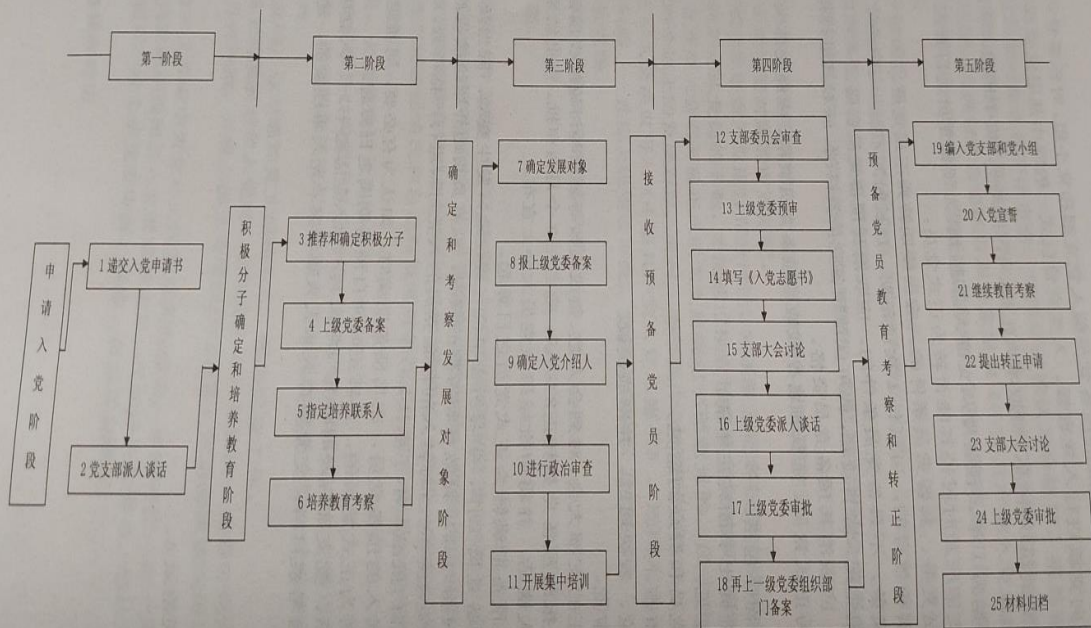 第一阶段
第二阶段
第三阶段
第四阶段
第五阶段
申请入党阶段
1 递交入党申请书
2 党支部派人谈话
积极分子确定和培养教育阶段
3 推荐和确定积极分子
4 上级党委备案
5 指定培养联系人
6 培养教育考察
确定和考察发展对象阶段
7 确定发展对象
8 报上级党委备案
9 确定入党介绍人
10 进行政治审查
11 开展集中培训
接收预备党员阶段
12 支部委员会审查
13 上级党委预审
14 填写《入党志愿书》
15 支部大会讨论
16 上级党委派人谈话
17 上级党委审批
18 再上一级党委组织部
门备案
预备党员教育考察和转正阶段
19 编入党支部和党小组
20 入党宣誓
21 继续教育考察
22 提出转正申请
23 支部大会讨论
24 上级党委审批
25 材料归档